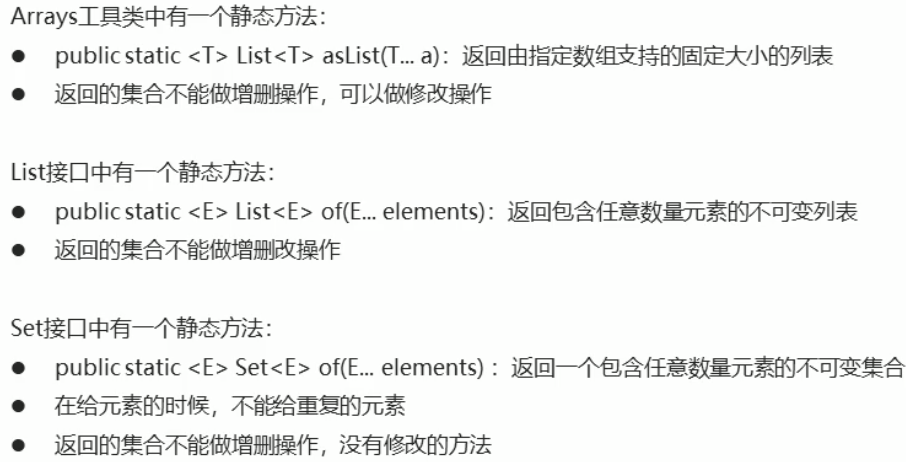 Arrays工具类中有一个静态方法：
● public static <T> List<T> asList(T... a)：返回由指定数组支持的固定大小的列表
● 返回的集合不能做增删操作，可以做修改操作
List接口中有一个静态方法：
● public static <E> List<E> of(E... elements)：返回包含任意数量元素的不可变列表
● 返回的集合不能做增删改操作
Set接口中有一个静态方法：
● public static <E> Set<E> of(E... elements) ：返回一个包含任意数量元素的不可变集合
● 在给元素的时候，不能给重复的元素
● 返回的集合不能做增删操作，没有修改的方法